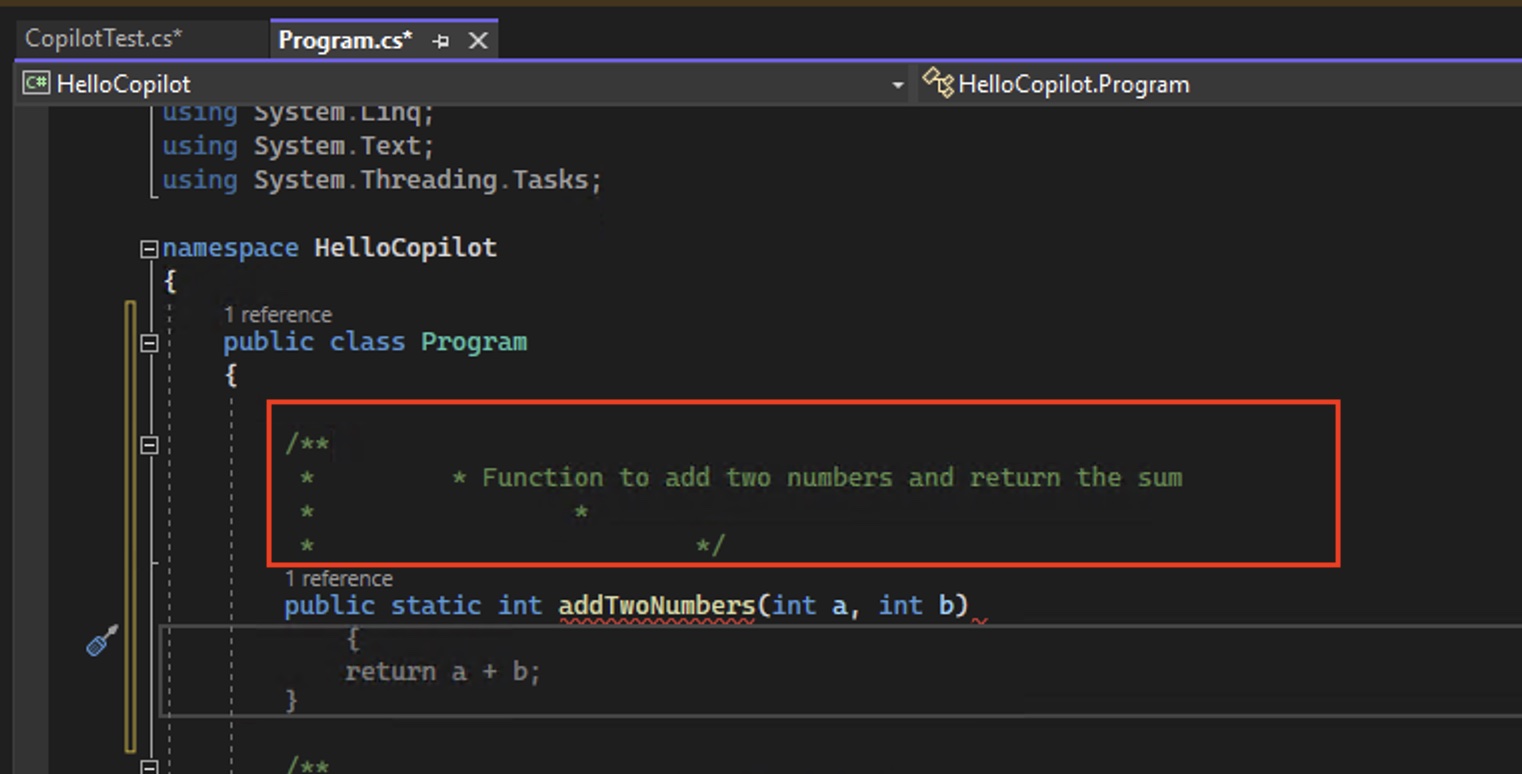 CopilotTest.cs*
Program.cs*
C# HelloCopilot
HelloCopilot.Program
using System.Linq;
using System.Text;
using System.Threading.Tasks;
namespace HelloCopilot
{
1 reference
public class Program
{
/**
* * Function to add two numbers and return the sum
* *
* */
1 reference
public static int addTwoNumbers(int a, int b)
{
return a + b;
}
/**